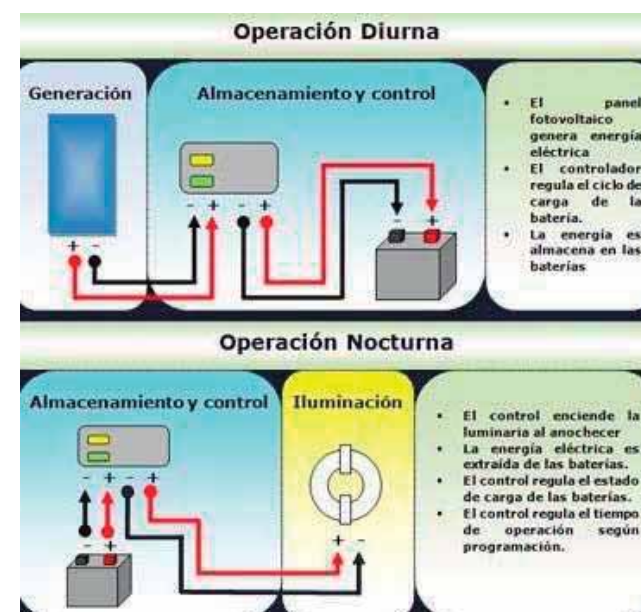 Operación Diurna
Generación
Almacenamiento y control
- + - +
- +
+ -
• El panel
fotovoltaico
genera energía
eléctrica
• El controlador
regula el ciclo de
carga de la
batería.
• La energía es
almacena en las
baterías
Operación Nocturna
Almacenamiento y control
- + - +
- +
Iluminación
+ -
• El control enciende la
luminaria al anochecer
• La energía eléctrica es
extraída de las baterías.
• El control regula el estado
de carga de las baterías.
• El control regula el tiempo
de operación según
programación.